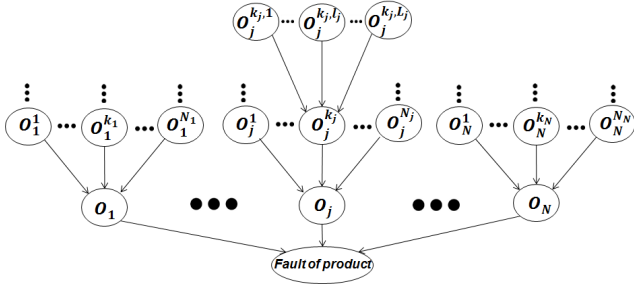 O_j^{k_j,1} ... O_j^{k_j,l_j} ... O_j^{k_j,L_j}
O_1^1 ... O_1^{k_1} ... O_1^{N_1} O_j^1 ... O_j^{k_j} ... O_j^{N_j} O_N^1 ... O_N^{k_N} ... O_N^{N_N}
O_1 ... O_j ... O_N
Fault of product